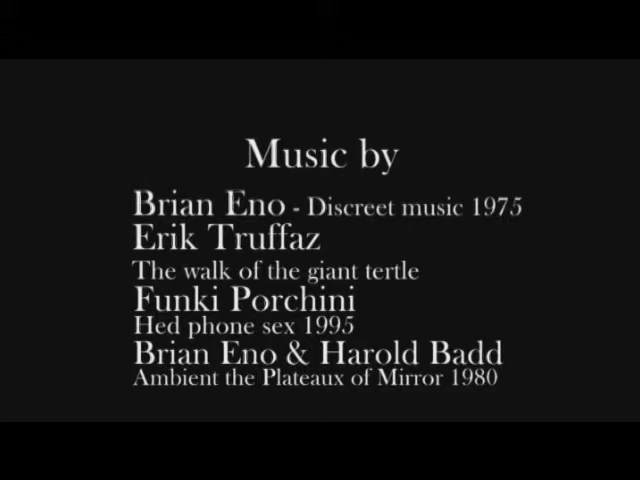 Music by
Brian Eno - Discreet music 1975
Erik Truffaz
The walk of the giant tertle
Funki Porchini
Hed phone sex 1995
Brian Eno & Harold Badd
Ambient the Plateaux of Mirror 1980